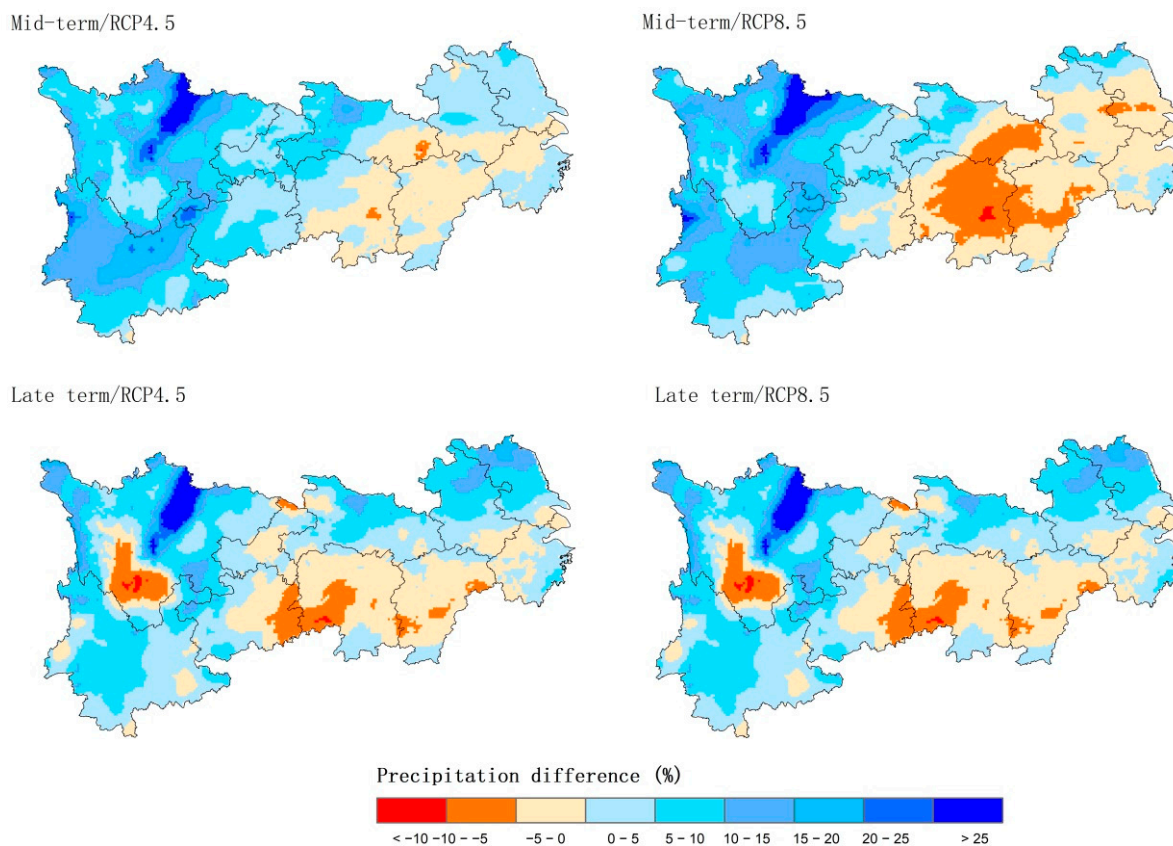 Mid-term/RCP4.5
Mid-term/RCP8.5
Late term/RCP4.5
Late term/RCP8.5
Precipitation difference (%)
< −10 −10 − −5 −5 − 0 0 − 5 5 − 10 10 − 15 15 − 20 20 − 25 > 25